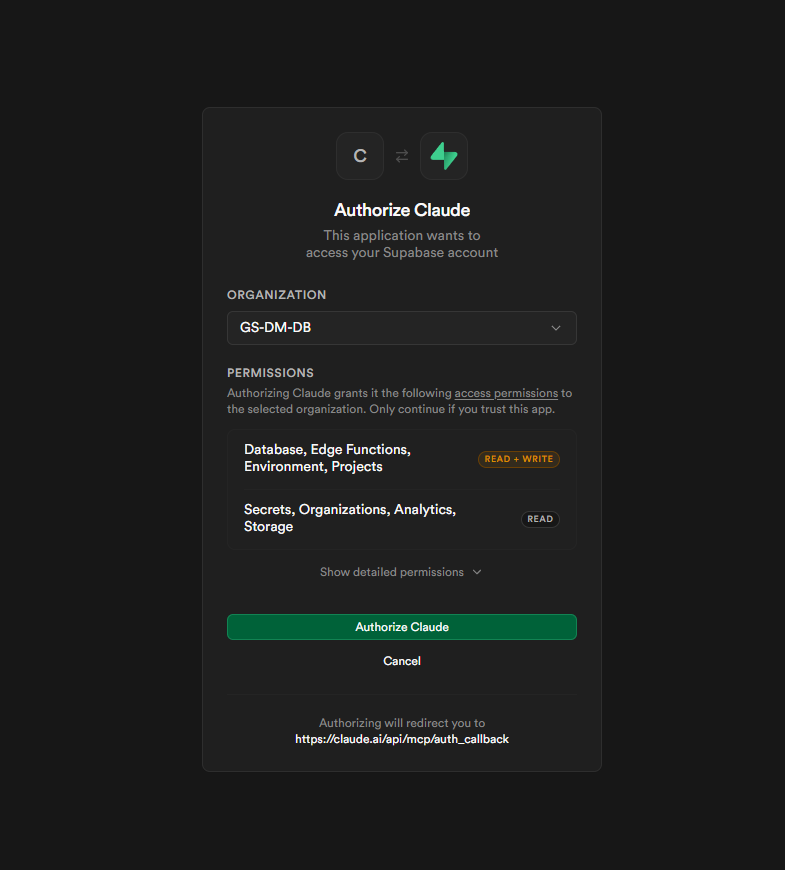 C
Authorize Claude
This application wants to
access your Supabase account
ORGANIZATION
GS-DM-DB
PERMISSIONS
Authorizing Claude grants it the following access permissions to
the selected organization. Only continue if you trust this app.
Database, Edge Functions,
Environment, Projects
READ + WRITE
Secrets, Organizations, Analytics,
Storage
READ
Show detailed permissions
Authorize Claude
Cancel
Authorizing will redirect you to
https://claude.ai/api/mcp/auth_callback